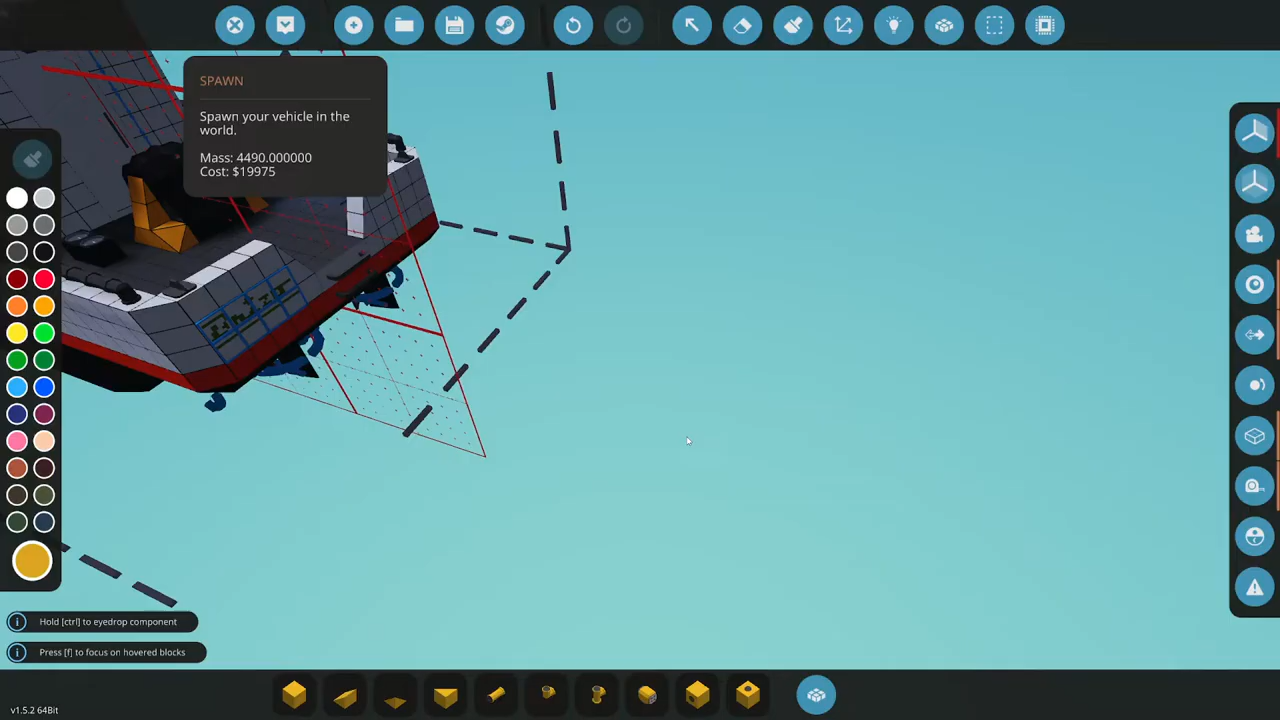 SPAWN
Spawn your vehicle in the
world.
Mass: 4490.000000
Cost: $19975
Hold [ctrl] to eyedrop component
Press [f] to focus on hovered blocks
v1.5.2 64Bit